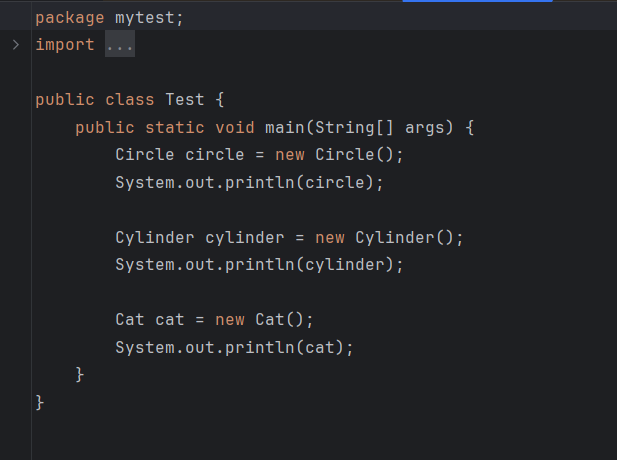 package mytest;
import ...
public class Test {
    public static void main(String[] args) {
        Circle circle = new Circle();
        System.out.println(circle);
        Cylinder cylinder = new Cylinder();
        System.out.println(cylinder);
        Cat cat = new Cat();
        System.out.println(cat);
    }
}